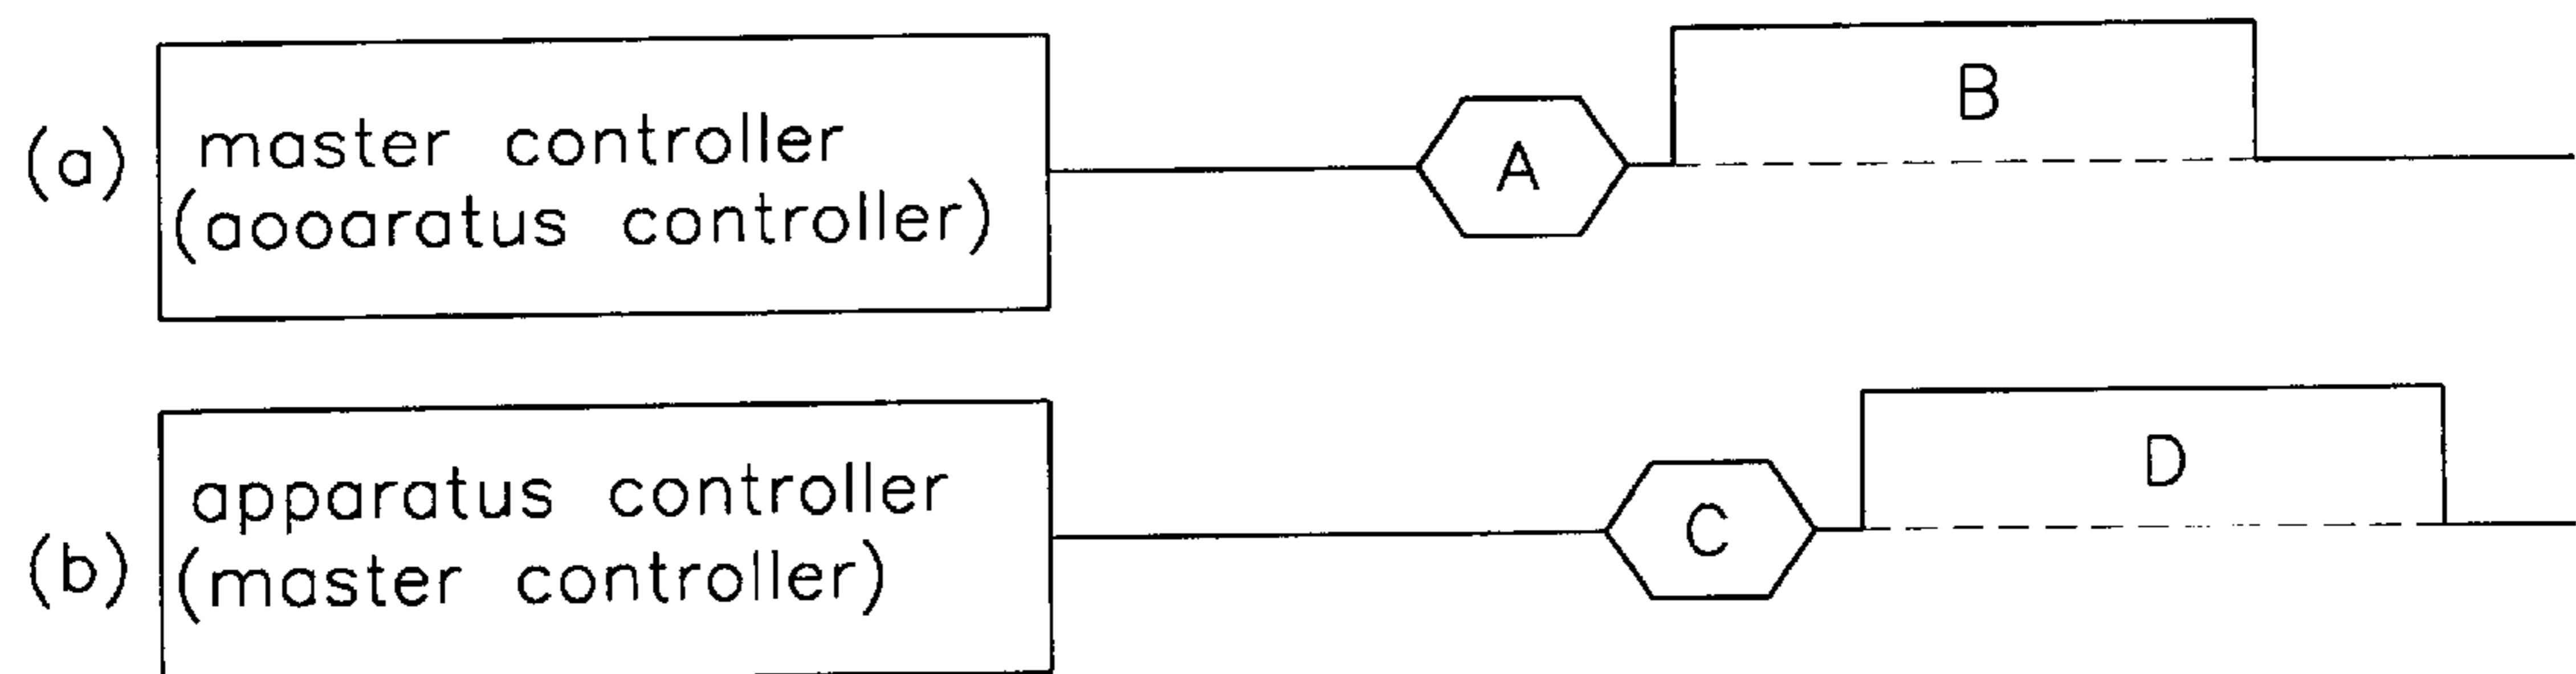 (a)
master controller
(aooaratus controller)
A
B
(b)
apparatus controller
(master controller)
C
D